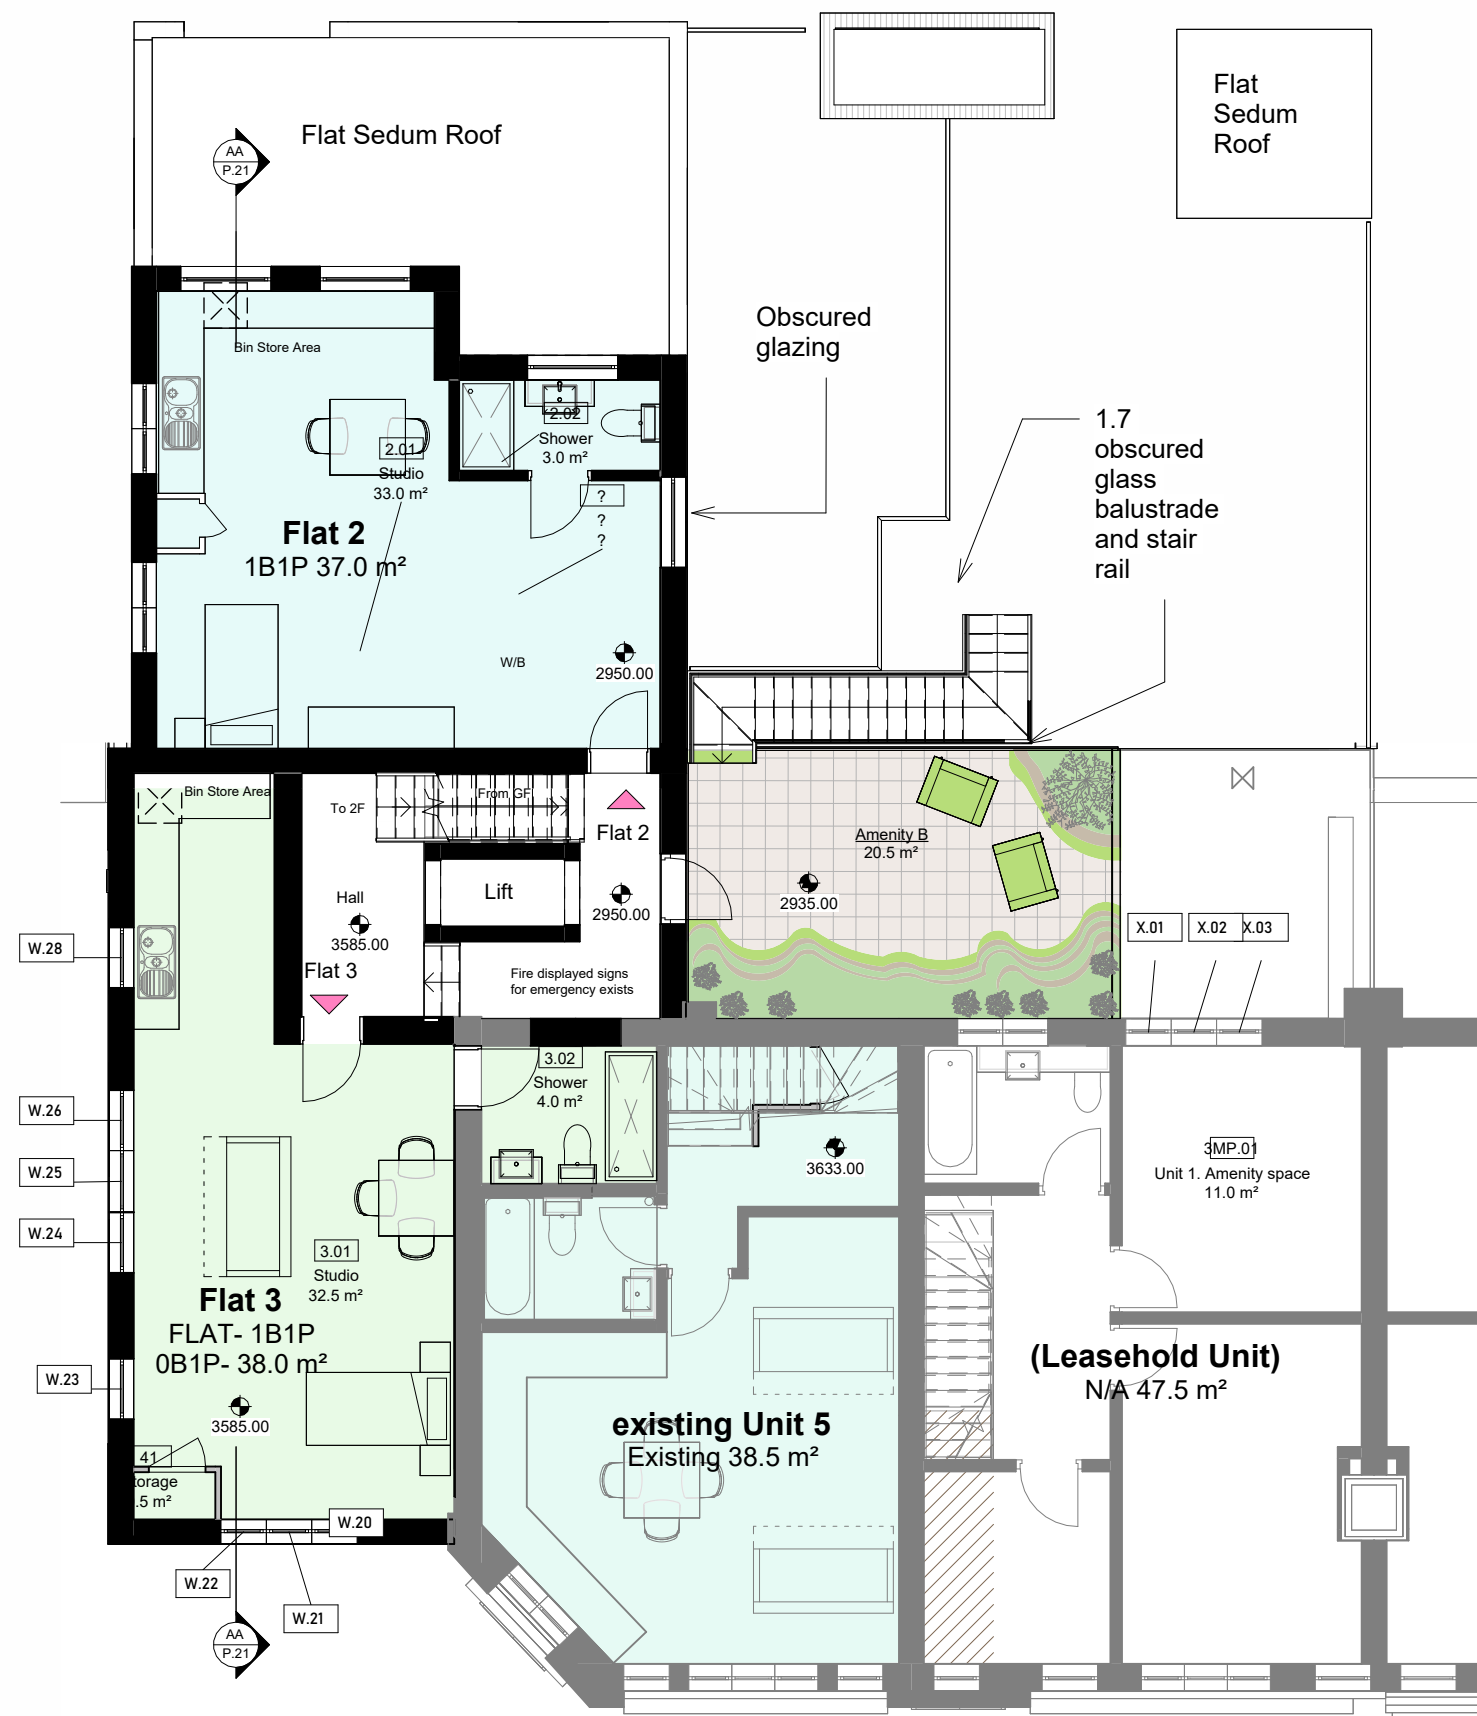 Flat Sedum Roof
AA
P.21
Flat
Sedum
Roof
Obscured
glazing
1.7
obscured
glass
balustrade
and stair
rail
Bin Store Area
2.01
Studio
33.0 m²
2.02
Shower
3.0 m²
?
?
?
Flat 2
1B1P 37.0 m²
W/B
2950.00
Bin Store Area
To 2F
From GF
Flat 2
Lift
Hall
3585.00
2950.00
Flat 3
Fire displayed signs
for emergency exists
Amenity B
20.5 m²
2935.00
X.01
X.02
X.03
W.28
W.26
W.25
W.24
W.23
3.02
Shower
4.0 m²
3633.00
3MP.01
Unit 1. Amenity space
11.0 m²
3.01
Studio
32.5 m²
Flat 3
FLAT- 1B1P
0B1P- 38.0 m²
3585.00
(Leasehold Unit)
N/A 47.5 m²
existing Unit 5
Existing 38.5 m²
41
torage
.5 m²
W.20
W.22
W.21
AA
P.21